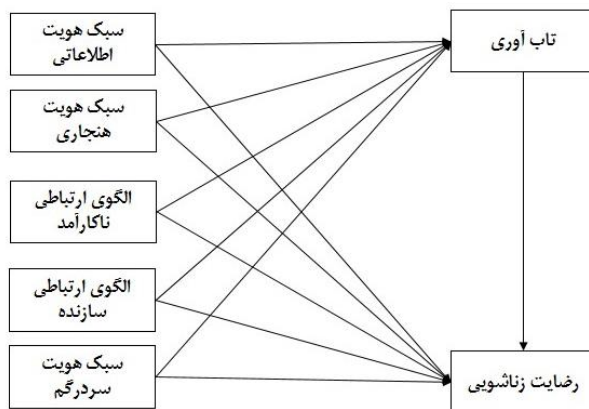 سبک هویت
اطلاعاتی
سبک هویت
هنجاری
الگوی ارتباطی
ناکارآمد
الگوی ارتباطی
سازنده
سبک هویت
سردرگم
تاب آوری
رضایت زناشویی